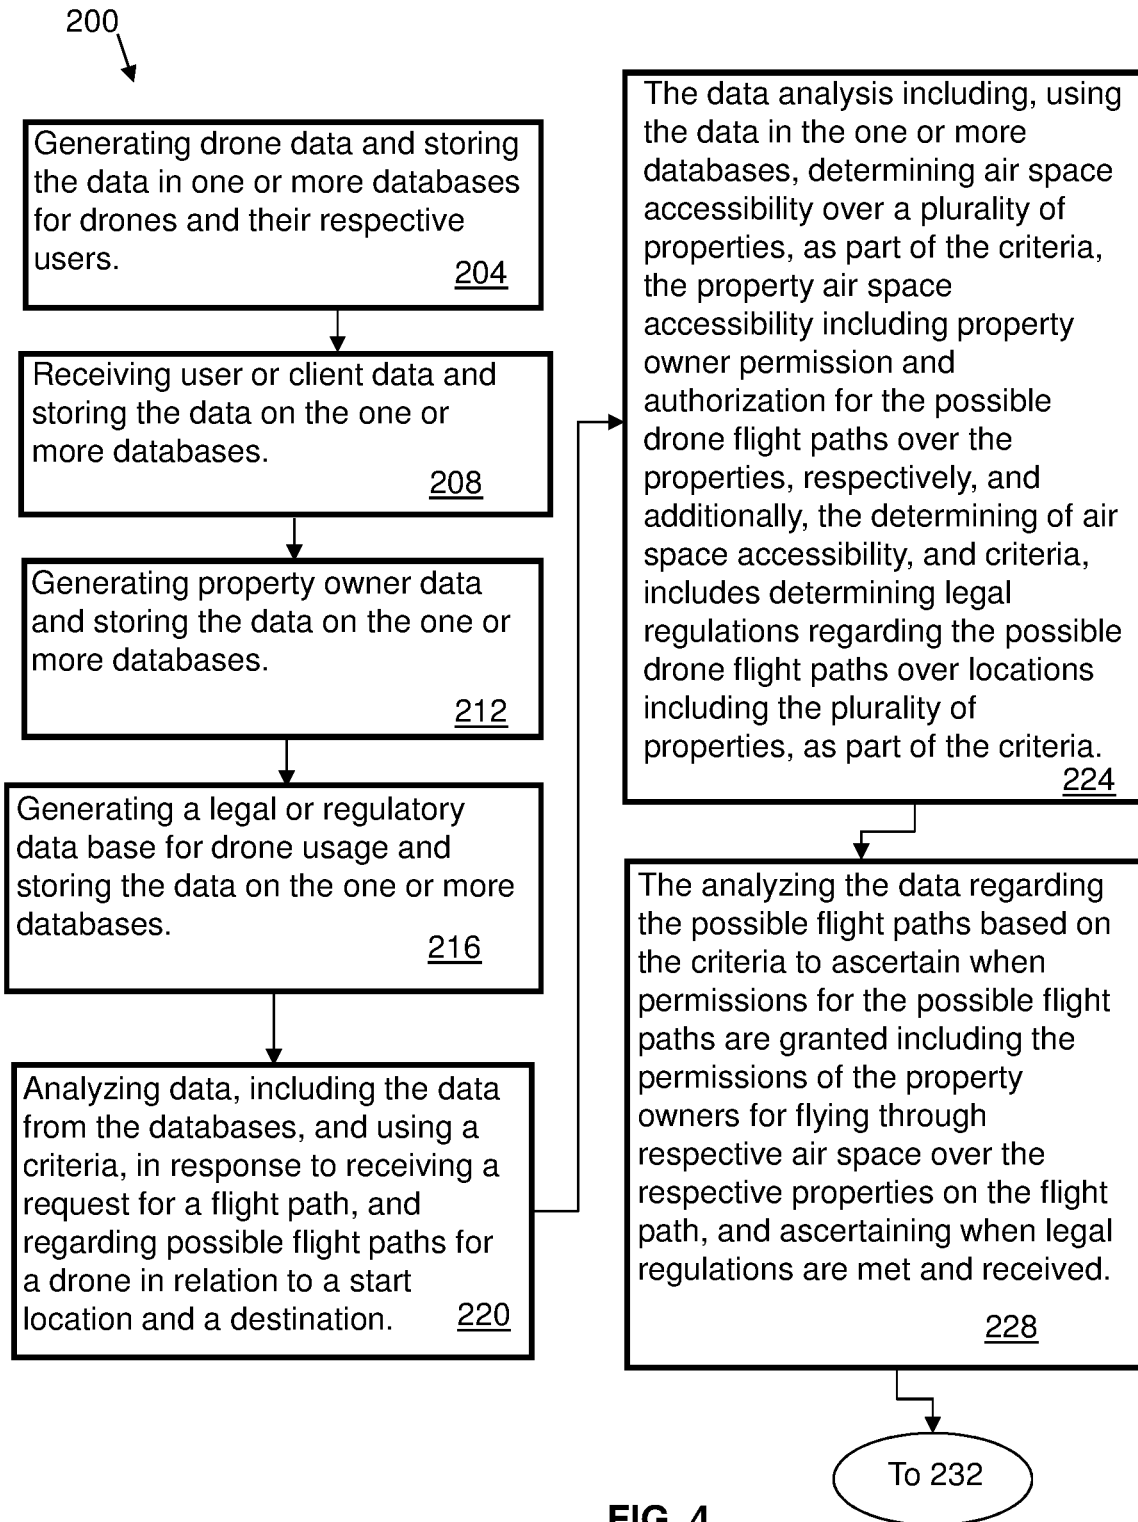 200
Generating drone data and storing
the data in one or more databases
for drones and their respective
users.
204
Receiving user or client data and
storing the data on the one or
more databases.
208
Generating property owner data
and storing the data on the one or
more databases.
212
Generating a legal or regulatory
data base for drone usage and
storing the data on the one or more
databases.
216
Analyzing data, including the data
from the databases, and using a
criteria, in response to receiving a
request for a flight path, and
regarding possible flight paths for
a drone in relation to a start
location and a destination.
220
The data analysis including, using
the data in the one or more
databases, determining air space
accessibility over a plurality of
properties, as part of the criteria,
the property air space
accessibility including property
owner permission and
authorization for the possible
drone flight paths over the
properties, respectively, and
additionally, the determining of air
space accessibility, and criteria,
includes determining legal
regulations regarding the possible
drone flight paths over locations
including the plurality of
properties, as part of the criteria.
224
The analyzing the data regarding
the possible flight paths based on
the criteria to ascertain when
permissions for the possible flight
paths are granted including the
permissions of the property
owners for flying through
respective air space over the
respective properties on the flight
path, and ascertaining when legal
regulations are met and received.
228
To 232
FIG. 4